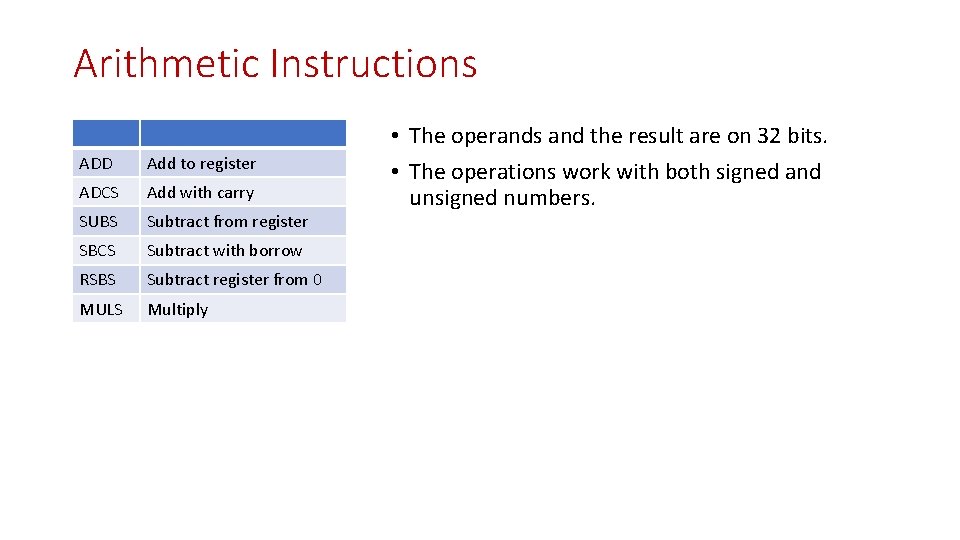 Arithmetic Instructions
ADD Add to register
ADCS Add with carry
SUBS Subtract from register
SBCS Subtract with borrow
RSBS Subtract register from 0
MULS Multiply
• The operands and the result are on 32 bits.
• The operations work with both signed and
unsigned numbers.